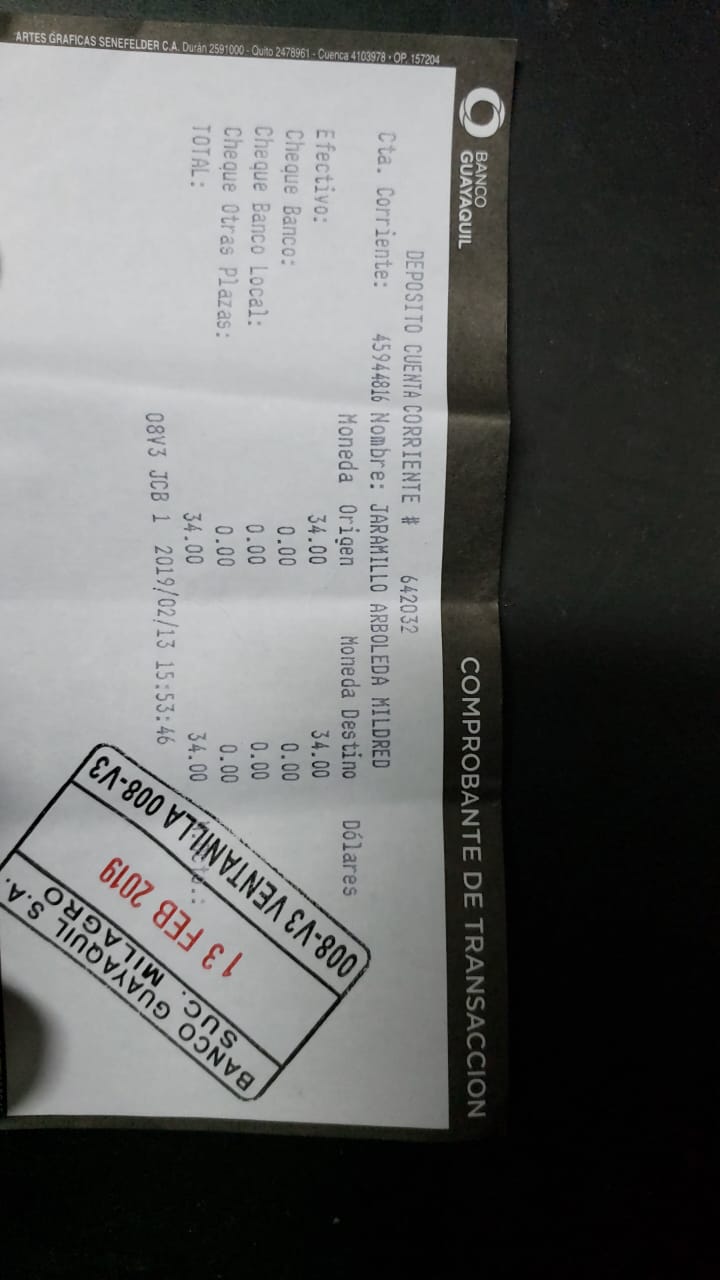 BANCO
GUAYAQUIL
COMPROBANTE DE TRANSACCION
DEPOSITO CUENTA CORRIENTE # 642032
Cta. Corriente: 45944816 Nombre: JARAMILLO ARBOLEDA MILDRED
Moneda Origen Moneda Destino Dólares
Efectivo: 34.00 34.00
Cheque Banco: 0.00 0.00
Cheque Banco Local: 0.00 0.00
Cheque Otras Plazas: 0.00 0.00
TOTAL: 34.00 34.00
08V3 JCB 1 2019/02/13 15:53:46
008-V3 VENTANILLA 008-V3
13 FEB 2019
BANCO GUAYAQUIL S.A.
SUC. MILAGRO
ARTES GRAFICAS SENEFELDER C.A. Durán 2591000 - Quito 2478961 - Cuenca 4103978 - OP. 157204